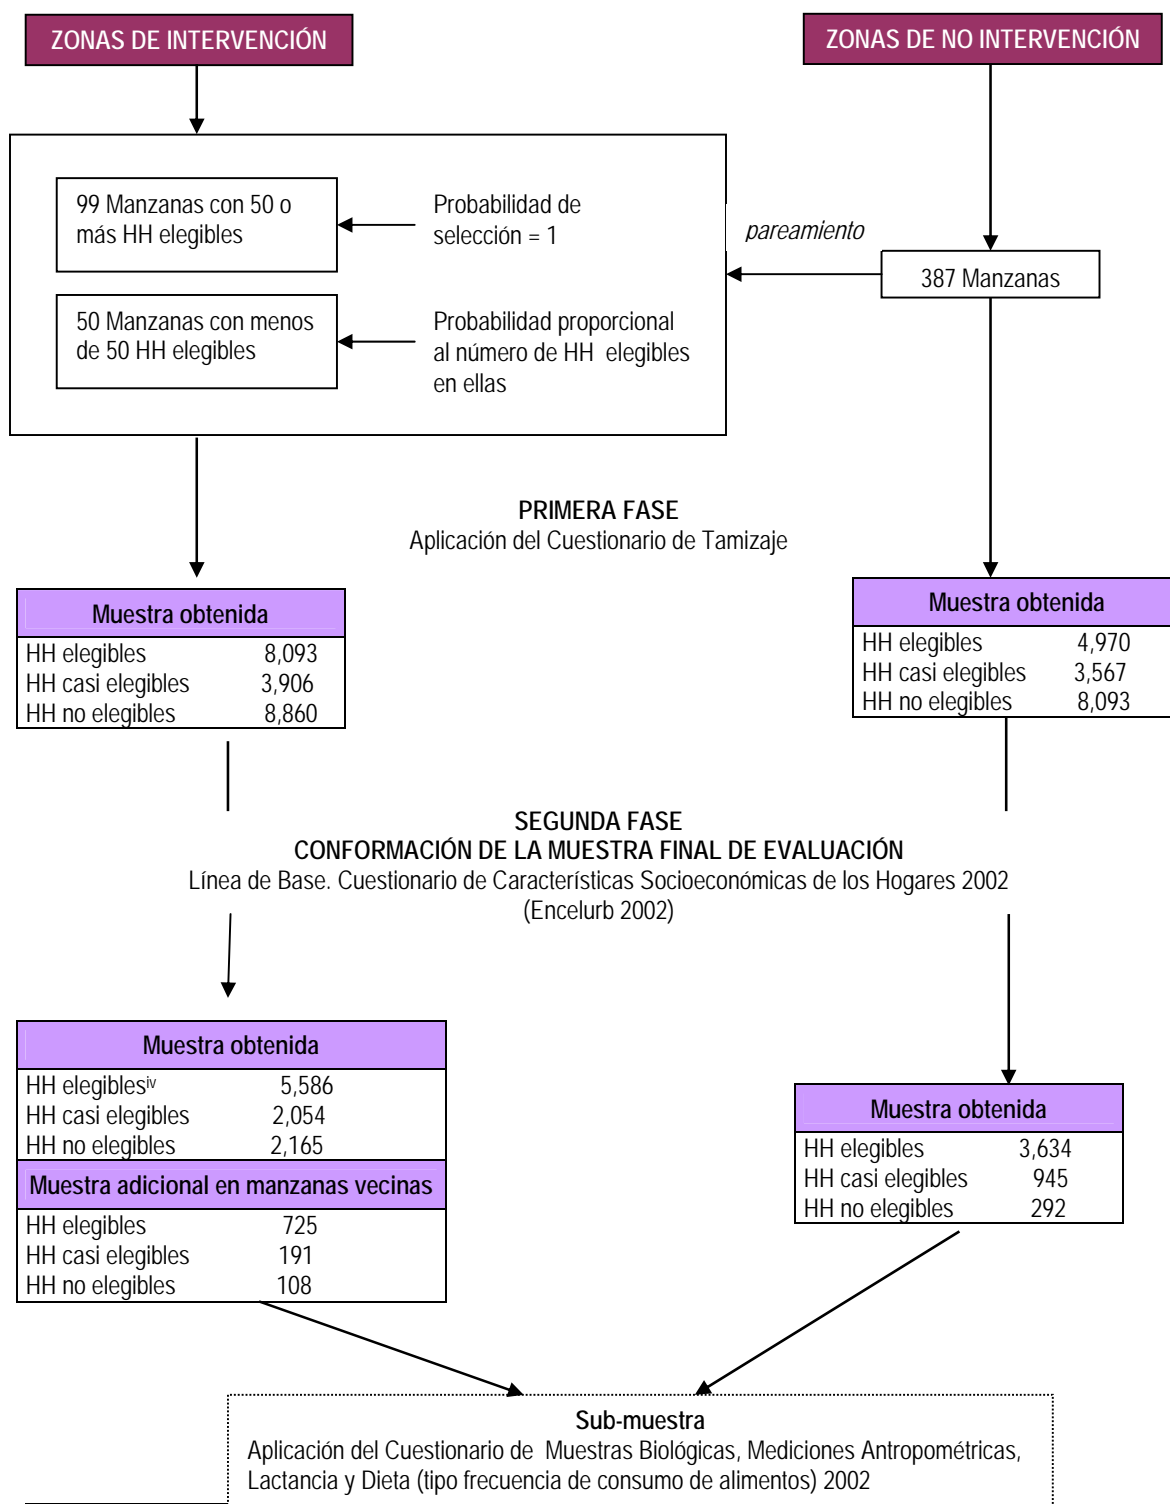 ZONAS DE INTERVENCIÓN
ZONAS DE NO INTERVENCIÓN
99 Manzanas con 50 o
más HH elegibles
Probabilidad de
selección = 1
pareamiento
387 Manzanas
50 Manzanas con menos
de 50 HH elegibles
Probabilidad proporcional
al número de HH elegibles
en ellas
PRIMERA FASE
Aplicación del Cuestionario de Tamizaje
Muestra obtenida
HH elegibles 8,093
HH casi elegibles 3,906
HH no elegibles 8,860
Muestra obtenida
HH elegibles 4,970
HH casi elegibles 3,567
HH no elegibles 8,093
SEGUNDA FASE
CONFORMACIÓN DE LA MUESTRA FINAL DE EVALUACIÓN
Línea de Base. Cuestionario de Características Socioeconómicas de los Hogares 2002
(Encelurb 2002)
Muestra obtenida
HH elegiblesiv 5,586
HH casi elegibles 2,054
HH no elegibles 2,165
Muestra adicional en manzanas vecinas
HH elegibles 725
HH casi elegibles 191
HH no elegibles 108
Muestra obtenida
HH elegibles 3,634
HH casi elegibles 945
HH no elegibles 292
Sub-muestra
Aplicación del Cuestionario de Muestras Biológicas, Mediciones Antropométricas,
Lactancia y Dieta (tipo frecuencia de consumo de alimentos) 2002